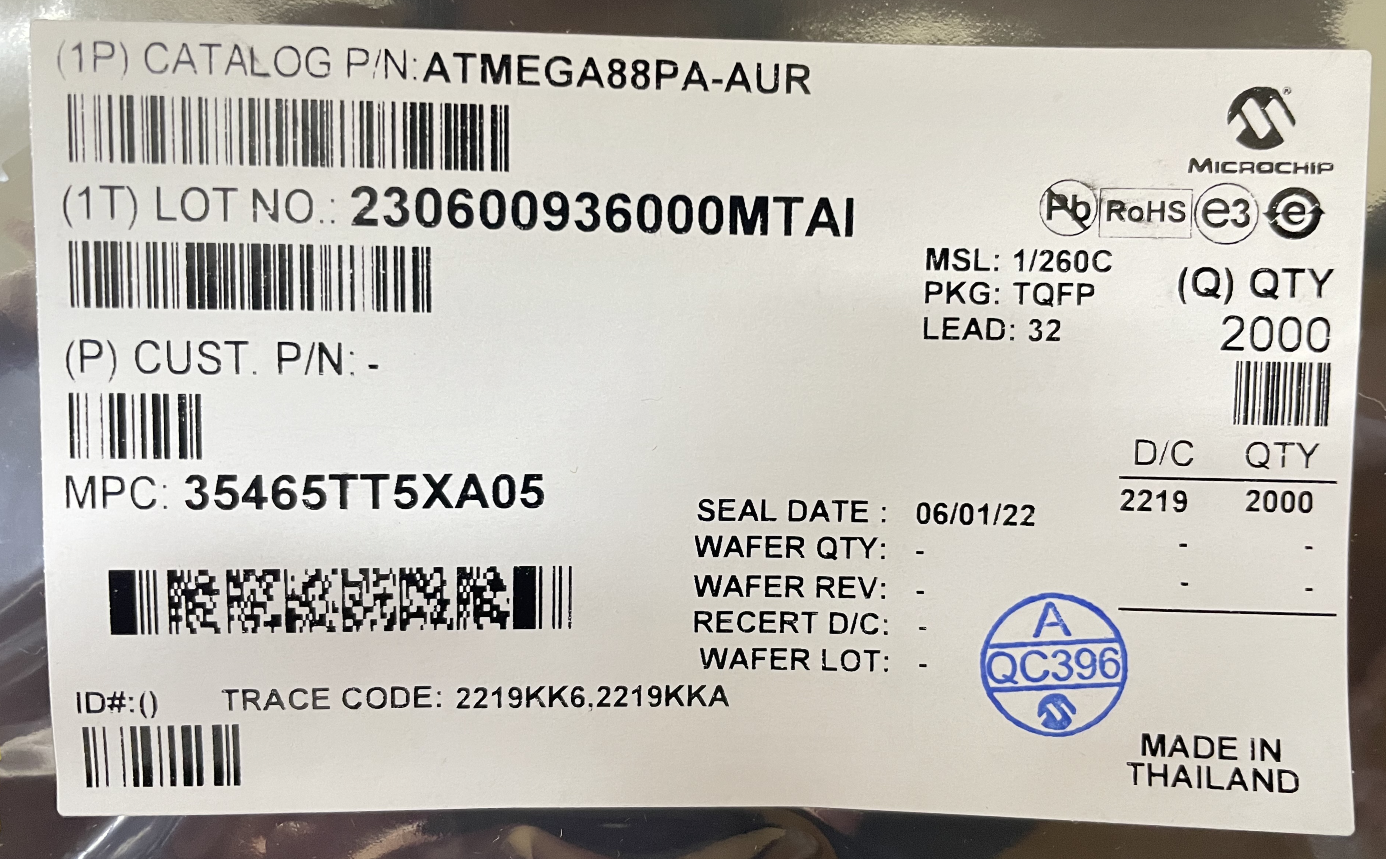 (1P) CATALOG P/N:ATMEGA88PA-AUR
MICROCHIP
(1T) LOT NO.: 230600936000MTAI
Pb RoHS e3 e
MSL: 1/260C
PKG: TQFP
LEAD: 32
(Q) QTY
2000
(P) CUST. P/N: -
MPC: 35465TT5XA05
D/C QTY
2219 2000
- -
- -
SEAL DATE : 06/01/22
WAFER QTY: -
WAFER REV: -
RECERT D/C: -
WAFER LOT: -
A
QC396
ID#:()
TRACE CODE: 2219KK6,2219KKA
MADE IN
THAILAND